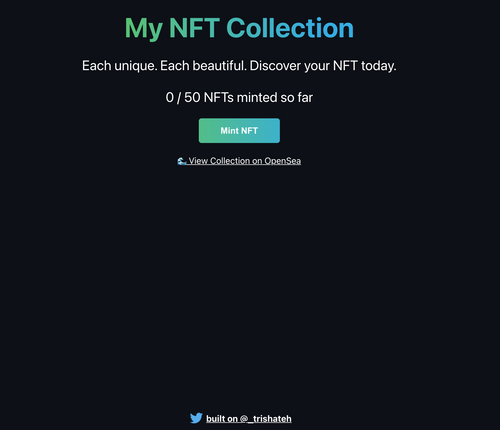 My NFT Collection
Each unique. Each beautiful. Discover your NFT today.
0 / 50 NFTs minted so far
Mint NFT
🌊 View Collection on OpenSea
built on @_trishateh